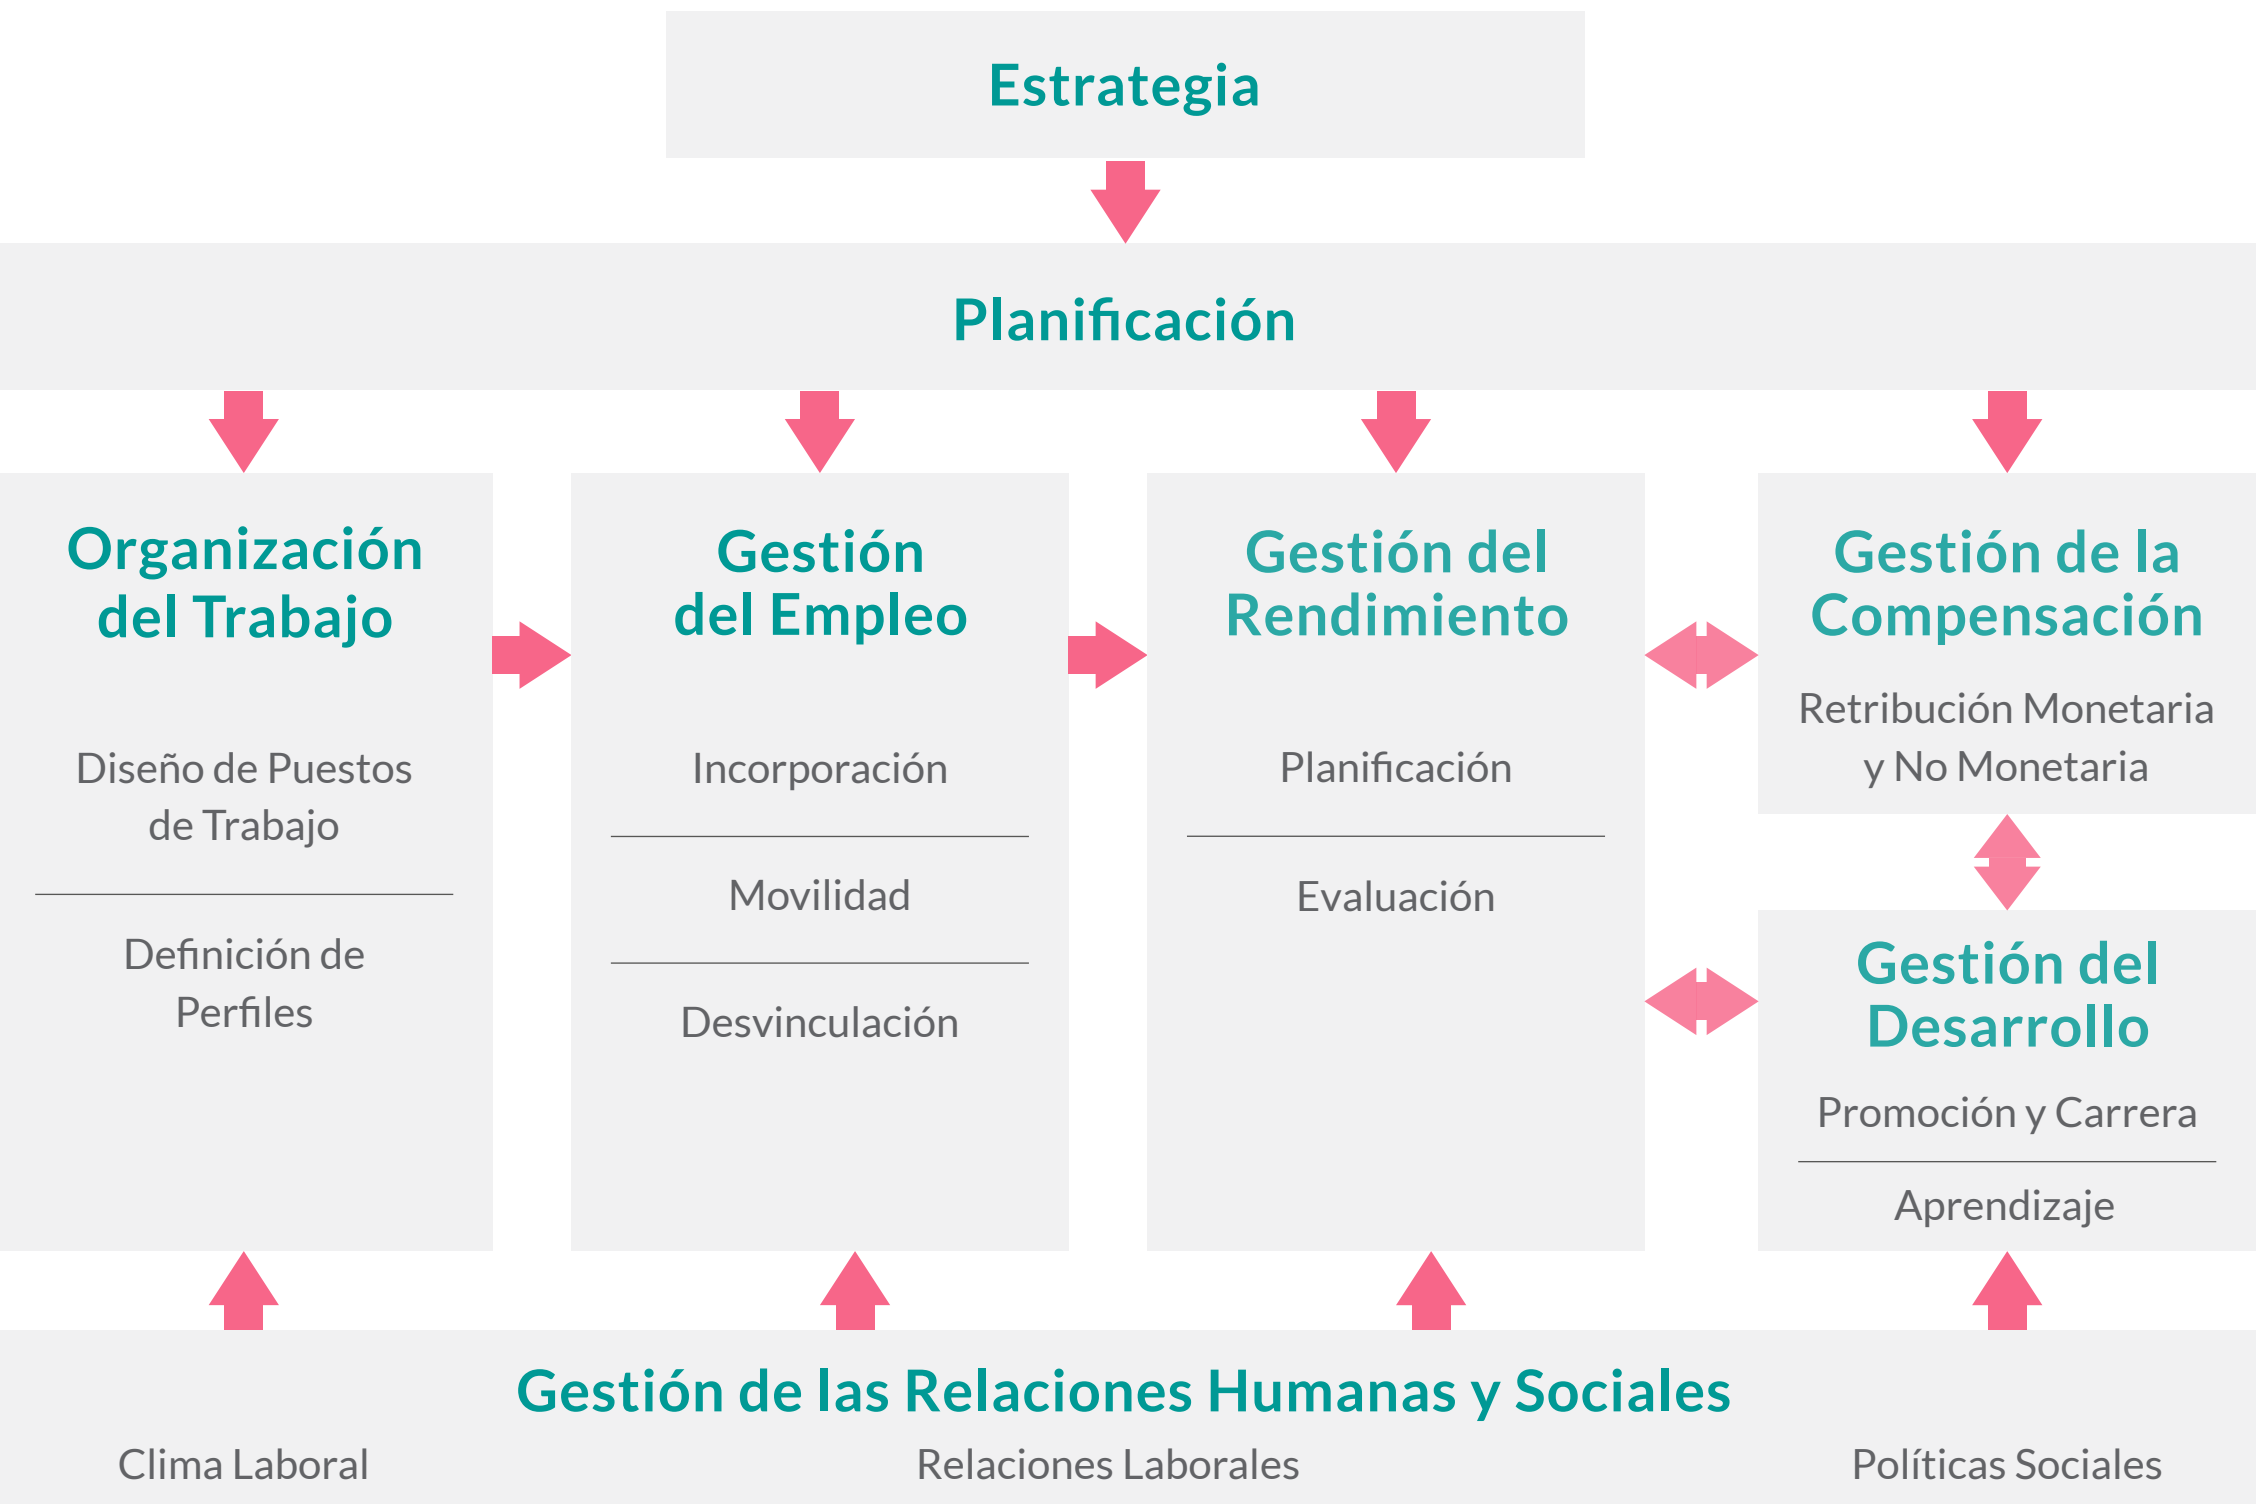 Estrategia
Planificación
Organización
del Trabajo
Diseño de Puestos
de Trabajo
Definición de
Perfiles
Gestión
del Empleo
Incorporación
Movilidad
Desvinculación
Gestión del
Rendimiento
Planificación
Evaluación
Gestión de la
Compensación
Retribución Monetaria
y No Monetaria
Gestión del
Desarrollo
Promoción y Carrera
Aprendizaje
Gestión de las Relaciones Humanas y Sociales
Clima Laboral
Relaciones Laborales
Políticas Sociales